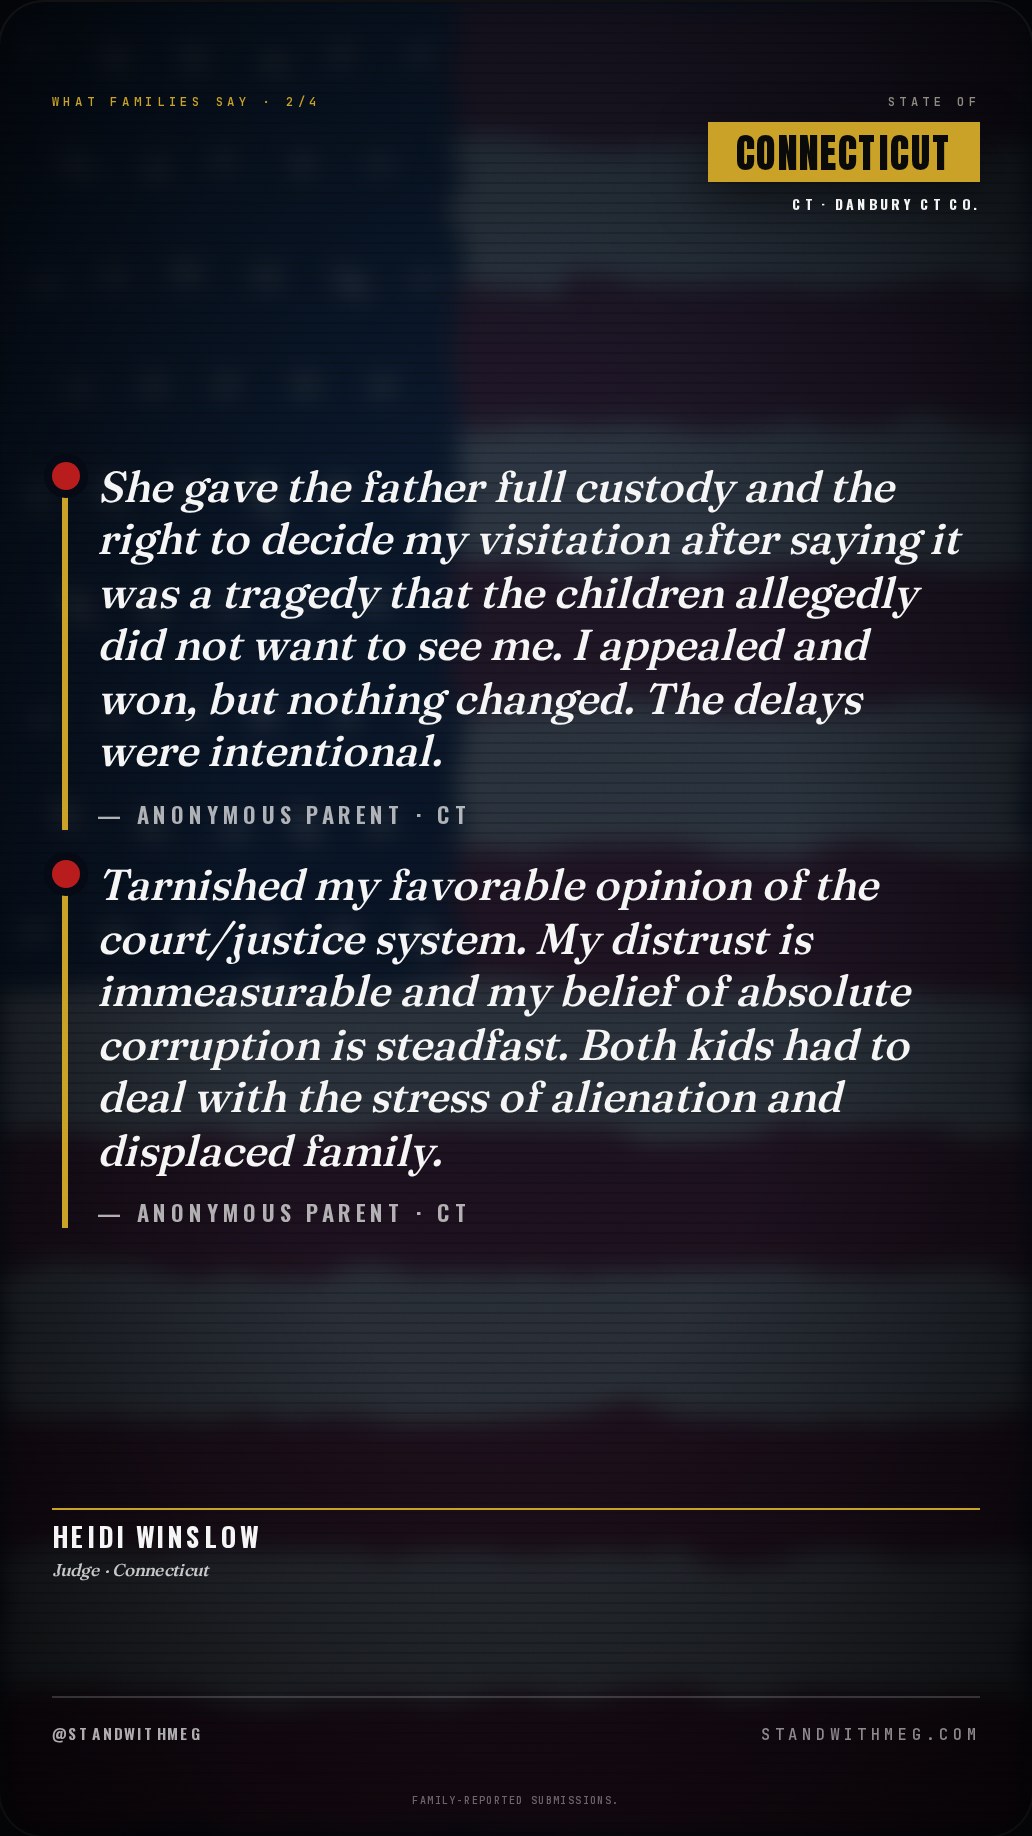 WHAT FAMILIES SAY · 2/4
STATE OF
CONNECTICUT
CT · DANBURY CT CO.
She gave the father full custody and the
right to decide my visitation after saying it
was a tragedy that the children allegedly
did not want to see me. I appealed and
won, but nothing changed. The delays
were intentional.
— ANONYMOUS PARENT · CT
Tarnished my favorable opinion of the
court/justice system. My distrust is
immeasurable and my belief of absolute
corruption is steadfast. Both kids had to
deal with the stress of alienation and
displaced family.
— ANONYMOUS PARENT · CT
HEIDI WINSLOW
Judge · Connecticut
@STANDWITHMEG
STANDWITHMEG.COM
FAMILY-REPORTED SUBMISSIONS.